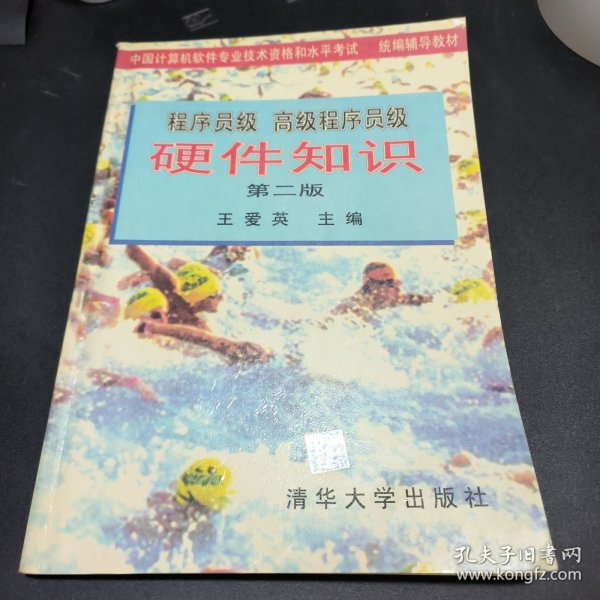 中国计算机软件专业技术资格和水平考试 统编辅导教材
程序员级 高级程序员级
硬件知识
第二版
王爱英 主编
清华大学出版社
孔夫子旧书网
www.kongfz.com